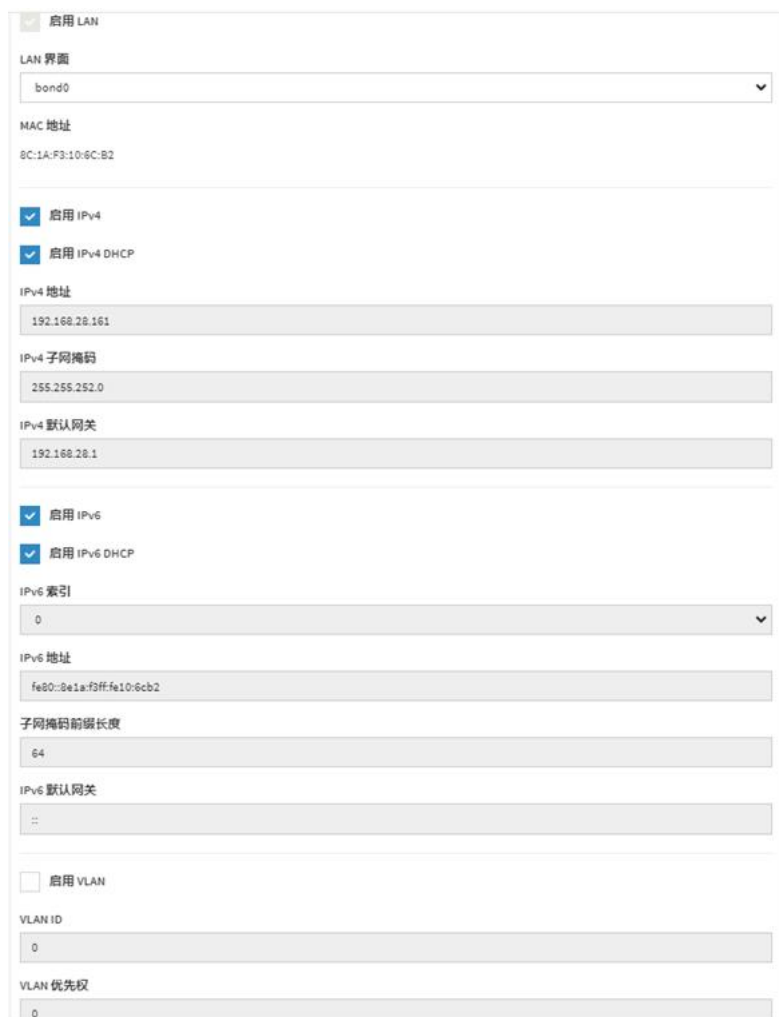 启用 LAN
LAN 界面
bond0
MAC 地址
8C:1A:F3:10:6C:B2
启用 IPv4
启用 IPv4 DHCP
IPv4 地址
192.168.28.161
IPv4 子网掩码
255.255.252.0
IPv4 默认网关
192.168.28.1
启用 IPv6
启用 IPv6 DHCP
IPv6 索引
0
IPv6 地址
fe80::8e1a:f3ff:fe10:6cb2
子网掩码前缀长度
64
IPv6 默认网关
::
启用 VLAN
VLAN ID
0
VLAN 优先权
0